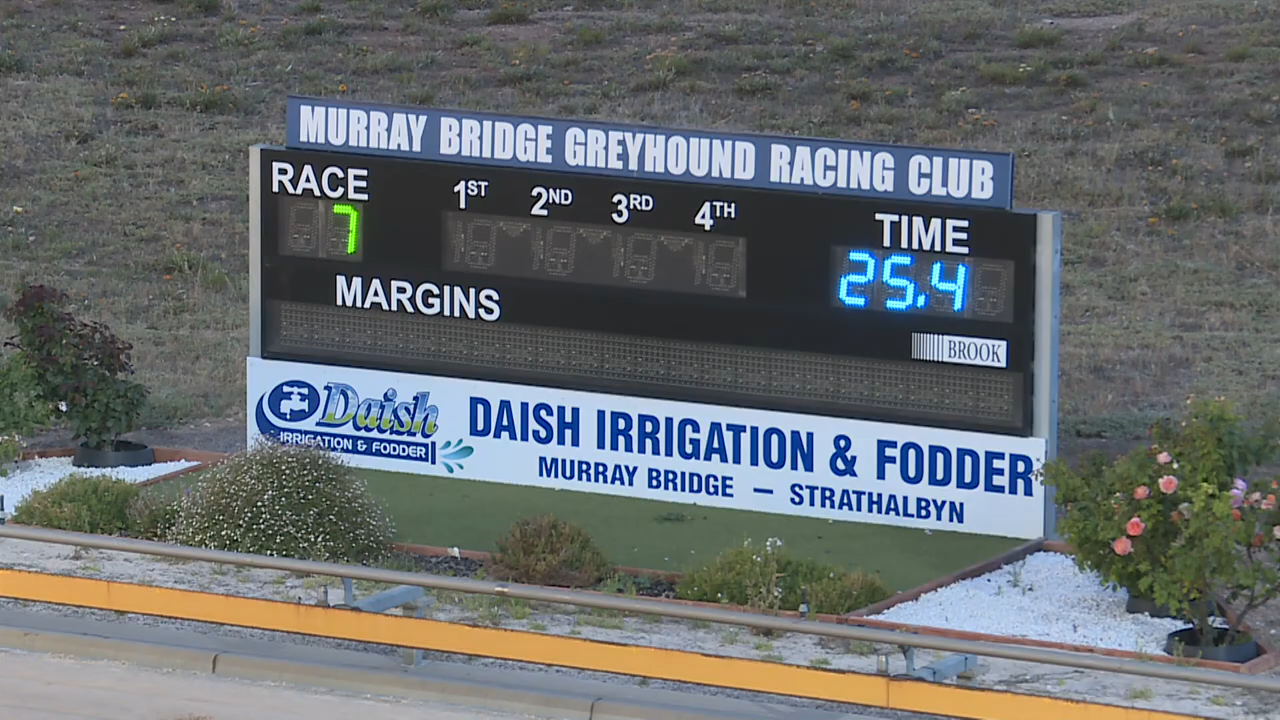 MURRAY BRIDGE GREYHOUND RACING CLUB
RACE 1ST 2ND 3RD 4TH TIME
7 25.4
MARGINS
BROOK
Daish
IRRIGATION & FODDER
DAISH IRRIGATION & FODDER
MURRAY BRIDGE – STRATHALBYN